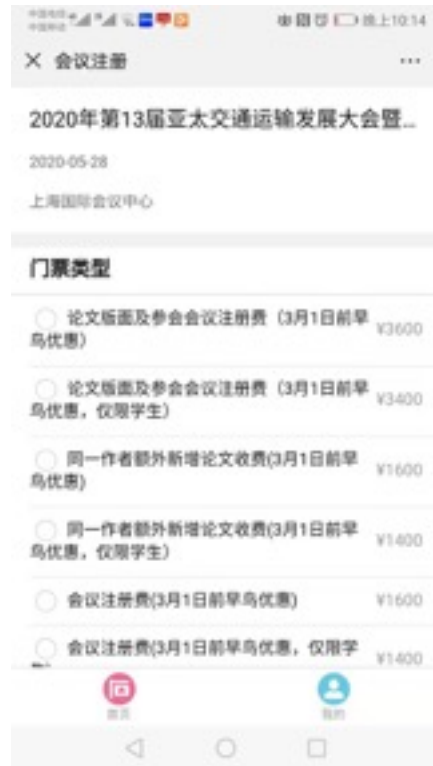 中国电信
中国移动
晚上10:14
× 会议注册 ...
2020年第13届亚太交通运输发展大会暨...
2020-05-28
上海国际会议中心
门票类型
论文版面及参会会议注册费（3月1日前早
鸟优惠） ¥3600
论文版面及参会会议注册费（3月1日前早
鸟优惠，仅限学生） ¥3400
同一作者额外新增论文收费(3月1日前早
鸟优惠) ¥1600
同一作者额外新增论文收费(3月1日前早
鸟优惠，仅限学生） ¥1400
会议注册费(3月1日前早鸟优惠) ¥1600
会议注册费(3月1日前早鸟优惠，仅限学
¥1400
首页 我的